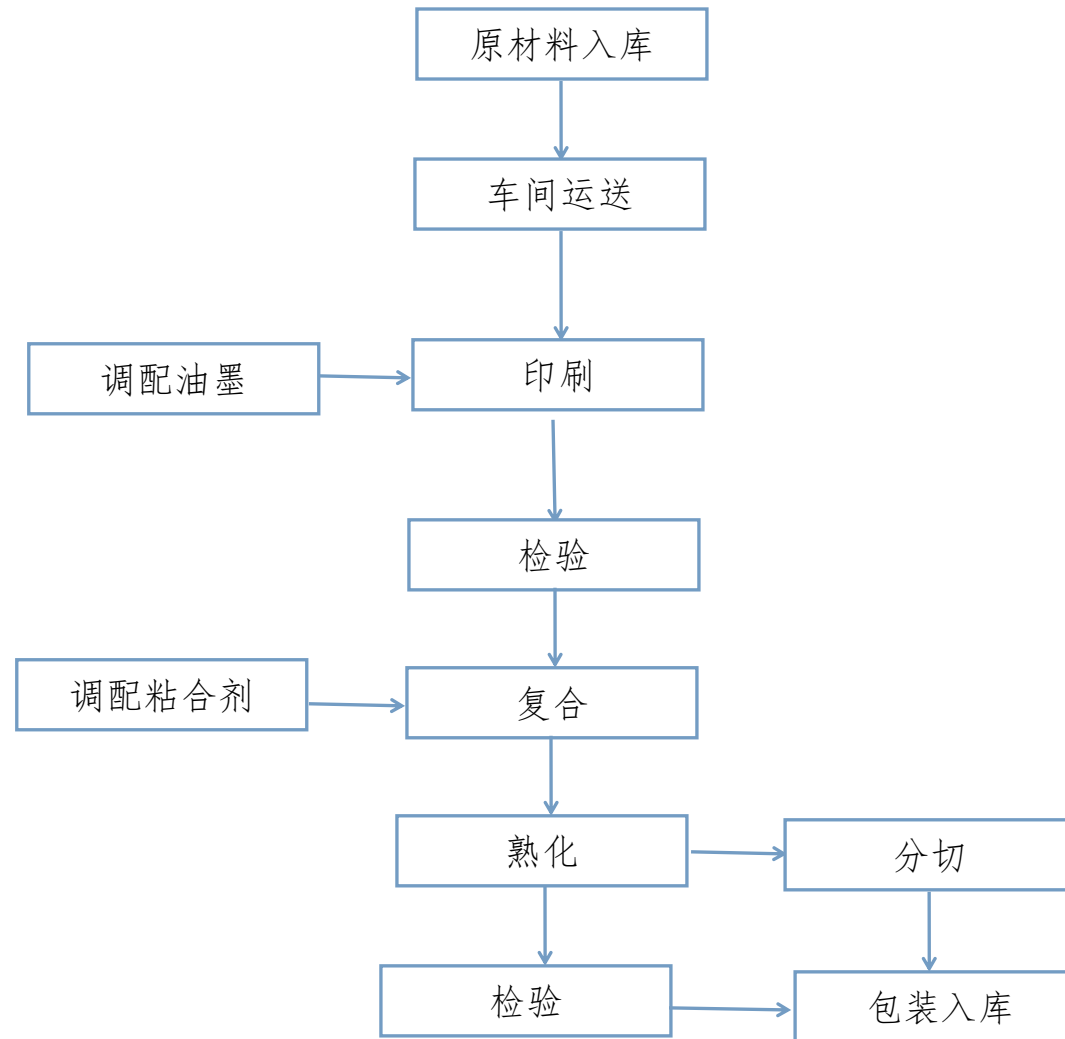 原材料入库
车间运送
调配油墨
印刷
检验
调配粘合剂
复合
熟化
分切
检验
包装入库